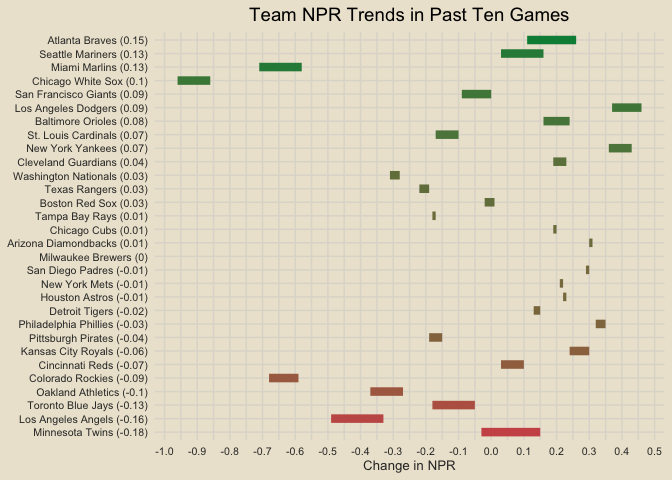 Team NPR Trends in Past Ten Games
Atlanta Braves (0.15)
Seattle Mariners (0.13)
Miami Marlins (0.13)
Chicago White Sox (0.1)
San Francisco Giants (0.09)
Los Angeles Dodgers (0.09)
Baltimore Orioles (0.08)
St. Louis Cardinals (0.07)
New York Yankees (0.07)
Cleveland Guardians (0.04)
Washington Nationals (0.03)
Texas Rangers (0.03)
Boston Red Sox (0.03)
Tampa Bay Rays (0.01)
Chicago Cubs (0.01)
Arizona Diamondbacks (0.01)
Milwaukee Brewers (0)
San Diego Padres (-0.01)
New York Mets (-0.01)
Houston Astros (-0.01)
Detroit Tigers (-0.02)
Philadelphia Phillies (-0.03)
Pittsburgh Pirates (-0.04)
Kansas City Royals (-0.06)
Cincinnati Reds (-0.07)
Colorado Rockies (-0.09)
Oakland Athletics (-0.1)
Toronto Blue Jays (-0.13)
Los Angeles Angels (-0.16)
Minnesota Twins (-0.18)
-1.0 -0.9 -0.8 -0.7 -0.6 -0.5 -0.4 -0.3 -0.2 -0.1 0.0 0.1 0.2 0.3 0.4 0.5
Change in NPR